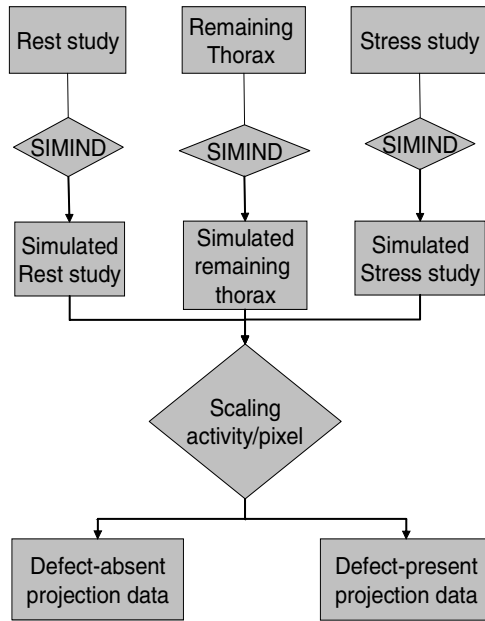 Rest study
Remaining
Thorax
Stress study
SIMIND
SIMIND
SIMIND
Simulated
Rest study
Simulated
remaining
thorax
Simulated
Stress study
Scaling
activity/pixel
Defect-absent
projection data
Defect-present
projection data